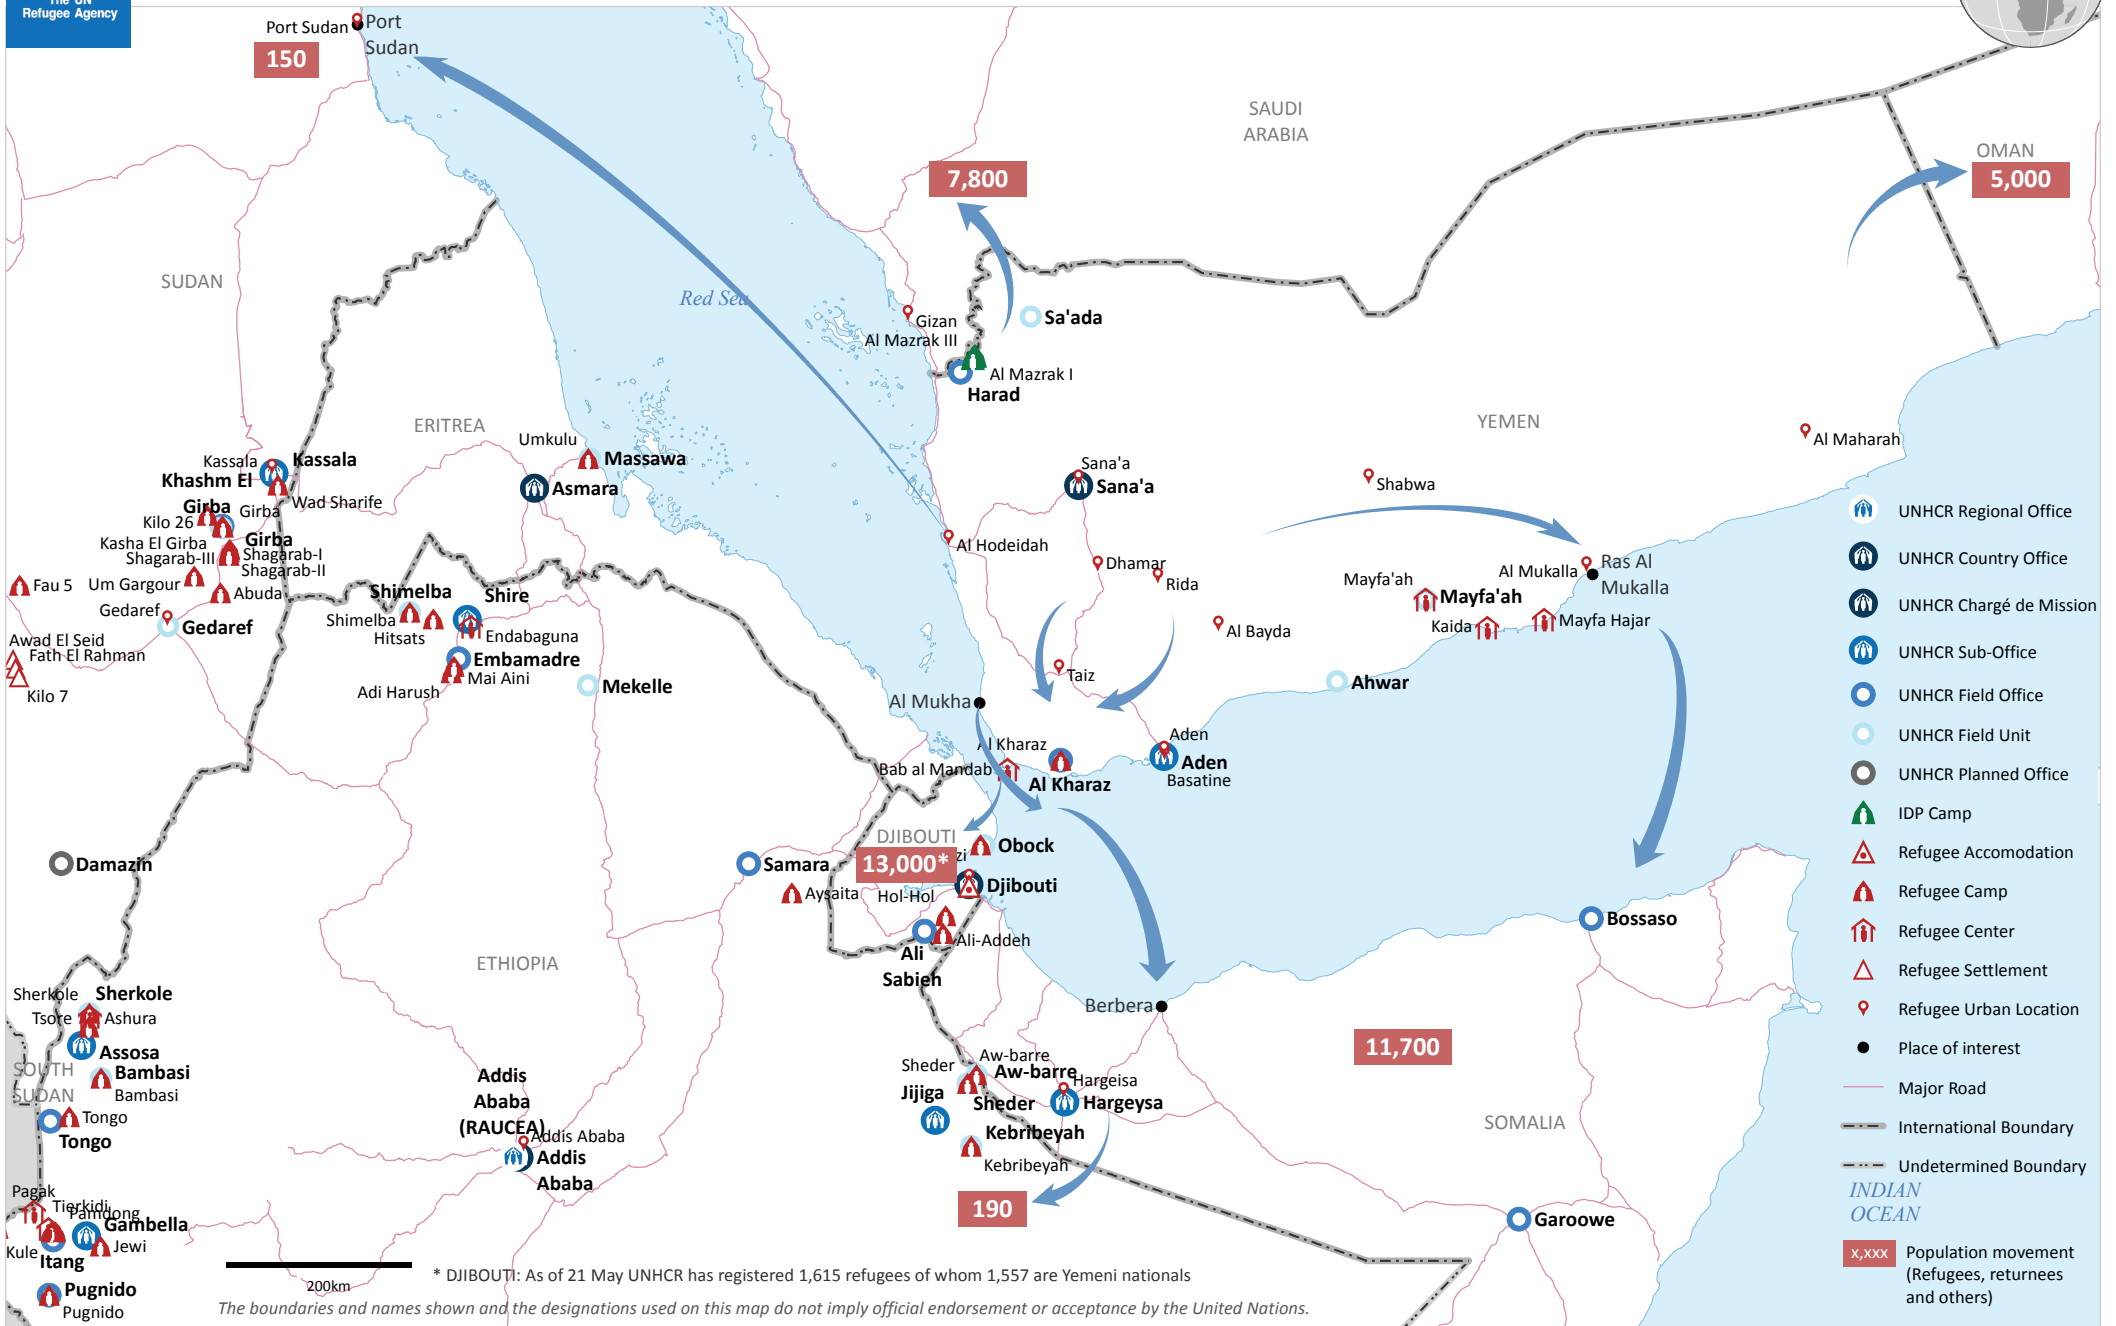 The UN
Refugee Agency
Port Sudan
Port
Sudan
150
SAUDI
ARABIA
OMAN
5,000
7,800
SUDAN
Red Sea
Gizan
Al Mazrak III
Sa'ada
Al Mazrak I
Harad
ERITREA
YEMEN
Umkulu
Massawa
Asmara
Kassala
Kassala
Khashm El
Girba
Wad Sharife
Girba
Kilo 26
Girba
Kasha El Girba
Shagarab-I
Shagarab-III
Shagarab-II
Fau 5
Um Gargour
Abuda
Gedaref
Gedaref
Awad El Seid
Fath El Rahman
Kilo 7
Sana'a
Sana'a
Shabwa
Al Maharah
Al Hodeidah
Dhamar
Rida
Al Bayda
Taiz
Mayfa'ah
Mayfa'ah
Al Mukalla
Ras Al
Mukalla
Kaida
Mayfa Hajar
Ahwar
Shimelba
Shire
Shimelba
Hitsats
Endabaguna
Embamadre
Mai Aini
Adi Harush
Mekelle
Al Mukha
Al Kharaz
Bab al Mandab
Al Kharaz
Aden
Aden
Basatine
DJIBOUTI
13,000*
zi
Obock
Djibouti
Hol-Hol
Ali-Addeh
Ali
Sabieh
Samara
Aysaita
Damazin
ETHIOPIA
Bossaso
Berbera
11,700
Sherkole
Sherkole
Tsore
Ashura
Assosa
SOUTH
SUDAN
Bambasi
Bambasi
Tongo
Tongo
Addis
Ababa
(RAUCEA)
Addis Ababa
Addis
Ababa
Sheder
Aw-barre
Aw-barre
Sheder
Jijiga
Hargeisa
Hargeysa
Kebribeyah
Kebribeyah
190
SOMALIA
Garoowe
Pagak
Tierkidi
Pamdong
Gambella
Kule
Jewi
Itang
Pugnido
Pugnido
UNHCR Regional Office
UNHCR Country Office
UNHCR Chargé de Mission
UNHCR Sub-Office
UNHCR Field Office
UNHCR Field Unit
UNHCR Planned Office
IDP Camp
Refugee Accomodation
Refugee Camp
Refugee Center
Refugee Settlement
Refugee Urban Location
Place of interest
Major Road
International Boundary
Undetermined Boundary
INDIAN
OCEAN
x,xxx
Population movement
(Refugees, returnees
and others)
200km
* DJIBOUTI: As of 21 May UNHCR has registered 1,615 refugees of whom 1,557 are Yemeni nationals
The boundaries and names shown and the designations used on this map do not imply official endorsement or acceptance by the United Nations.